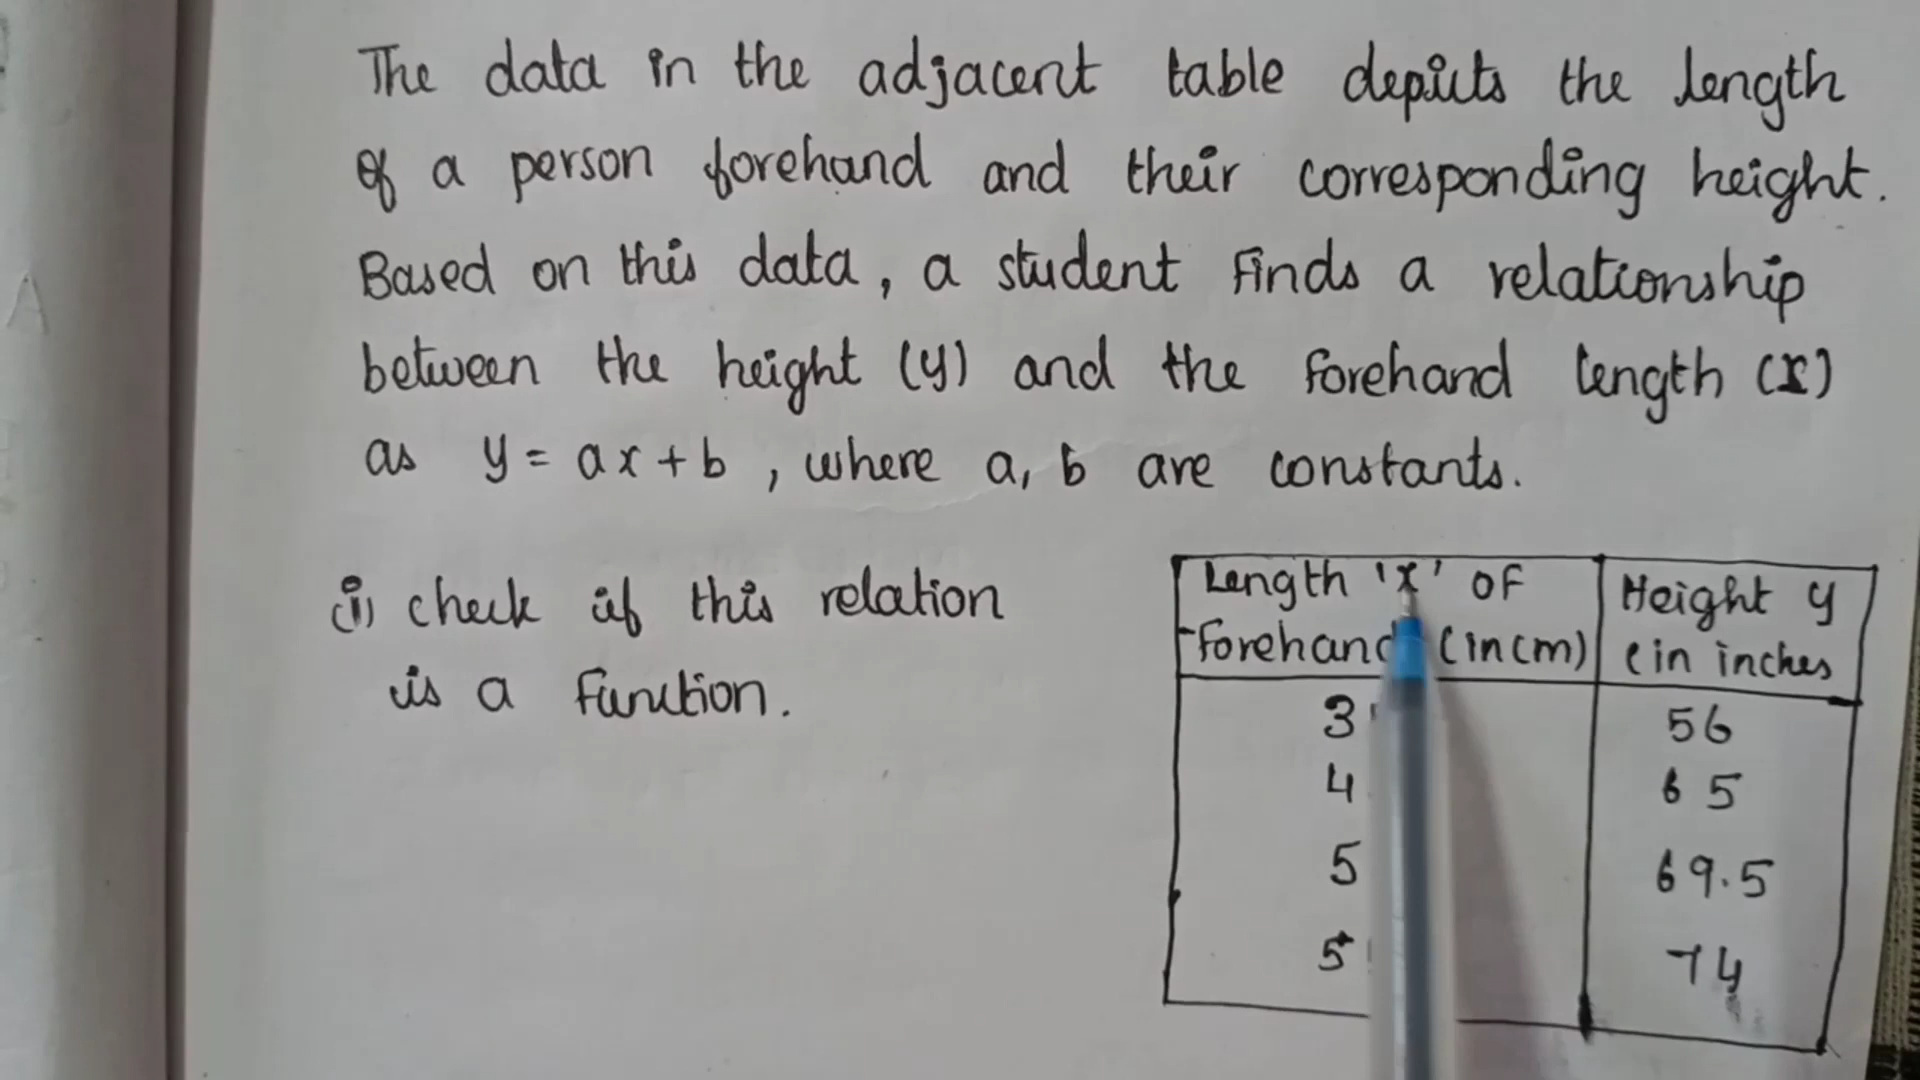 The data in the adjacent table depicts the length
of a person forehand and their corresponding height.
Based on this data, a student finds a relationship
between the height (y) and the forehand length (x)
as y = ax + b, where a, b are constants.
(i) check if this relation
is a function.
Length 'x' of
forehand (in cm)
Height y
(in inches
3
56
4
65
5
69.5
5
74